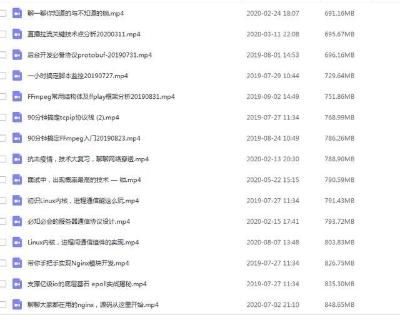 聊一聊你知道的与不知道的锁.mp4 2020-02-24 18:07 691.16MB
直播拉流关键技术点分析20200311.mp4 2020-03-11 22:08 695.67MB
后台开发必备协议protobuf-20190731.mp4 2019-08-01 14:53 696.16MB
一小时搞定脚本监控20190727.mp4 2019-07-29 10:44 729.64MB
FFmpeg常用结构体及ffplay框架分析20190831.mp4 2019-09-02 14:49 751.86MB
90分钟搞定tcpip协议栈 (2).mp4 2019-07-27 11:34 768.99MB
90分钟搞定Ffmpeg入门20190823.mp4 2019-08-24 10:49 786.26MB
抗击疫情，技术大复习，聊聊网络穿透.mp4 2020-02-13 20:30 788.90MB
面试中，出现概率最高的技术 — 锁.mp4 2020-05-22 15:15 790.59MB
初识Linux内核，进程通信能这么玩.mp4 2019-07-27 11:34 791.43MB
必知必会的服务器通信协议设计.mp4 2020-02-15 17:41 793.72MB
Linux内核，进程间通信组件的实现.mp4 2020-08-07 13:48 803.83MB
带你手把手实现Nginx模块开发.mp4 2019-07-27 11:34 826.75MB
支撑亿级io的底层基石 epoll实战揭秘.mp4 2019-07-27 11:34 835.30MB
聊聊大家都在用的nginx，源码从这里开始.mp4 2020-07-02 21:10 848.65MB